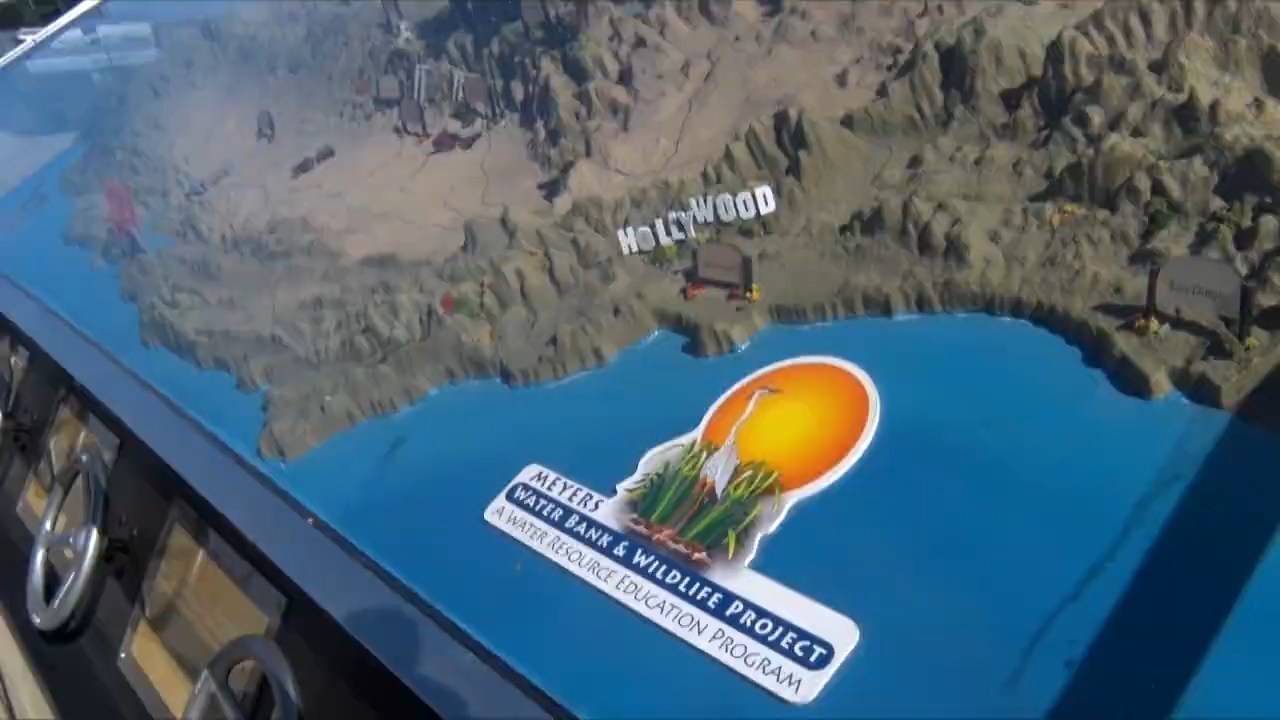 HOLLYWOOD
MEYERS
WATER BANK & WILDLIFE PROJECT
A WATER RESOURCE EDUCATION PROGRAM